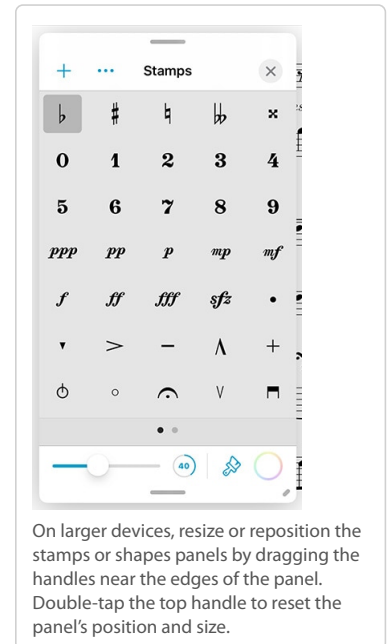 + ... Stamps ×
♭ ♯ ♮ 𝄫 𝄪
0 1 2 3 4
5 6 7 8 9
ppp pp p mp mf
f ff fff sfz
40
On larger devices, resize or reposition the
stamps or shapes panels by dragging the
handles near the edges of the panel.
Double-tap the top handle to reset the
panel’s position and size.